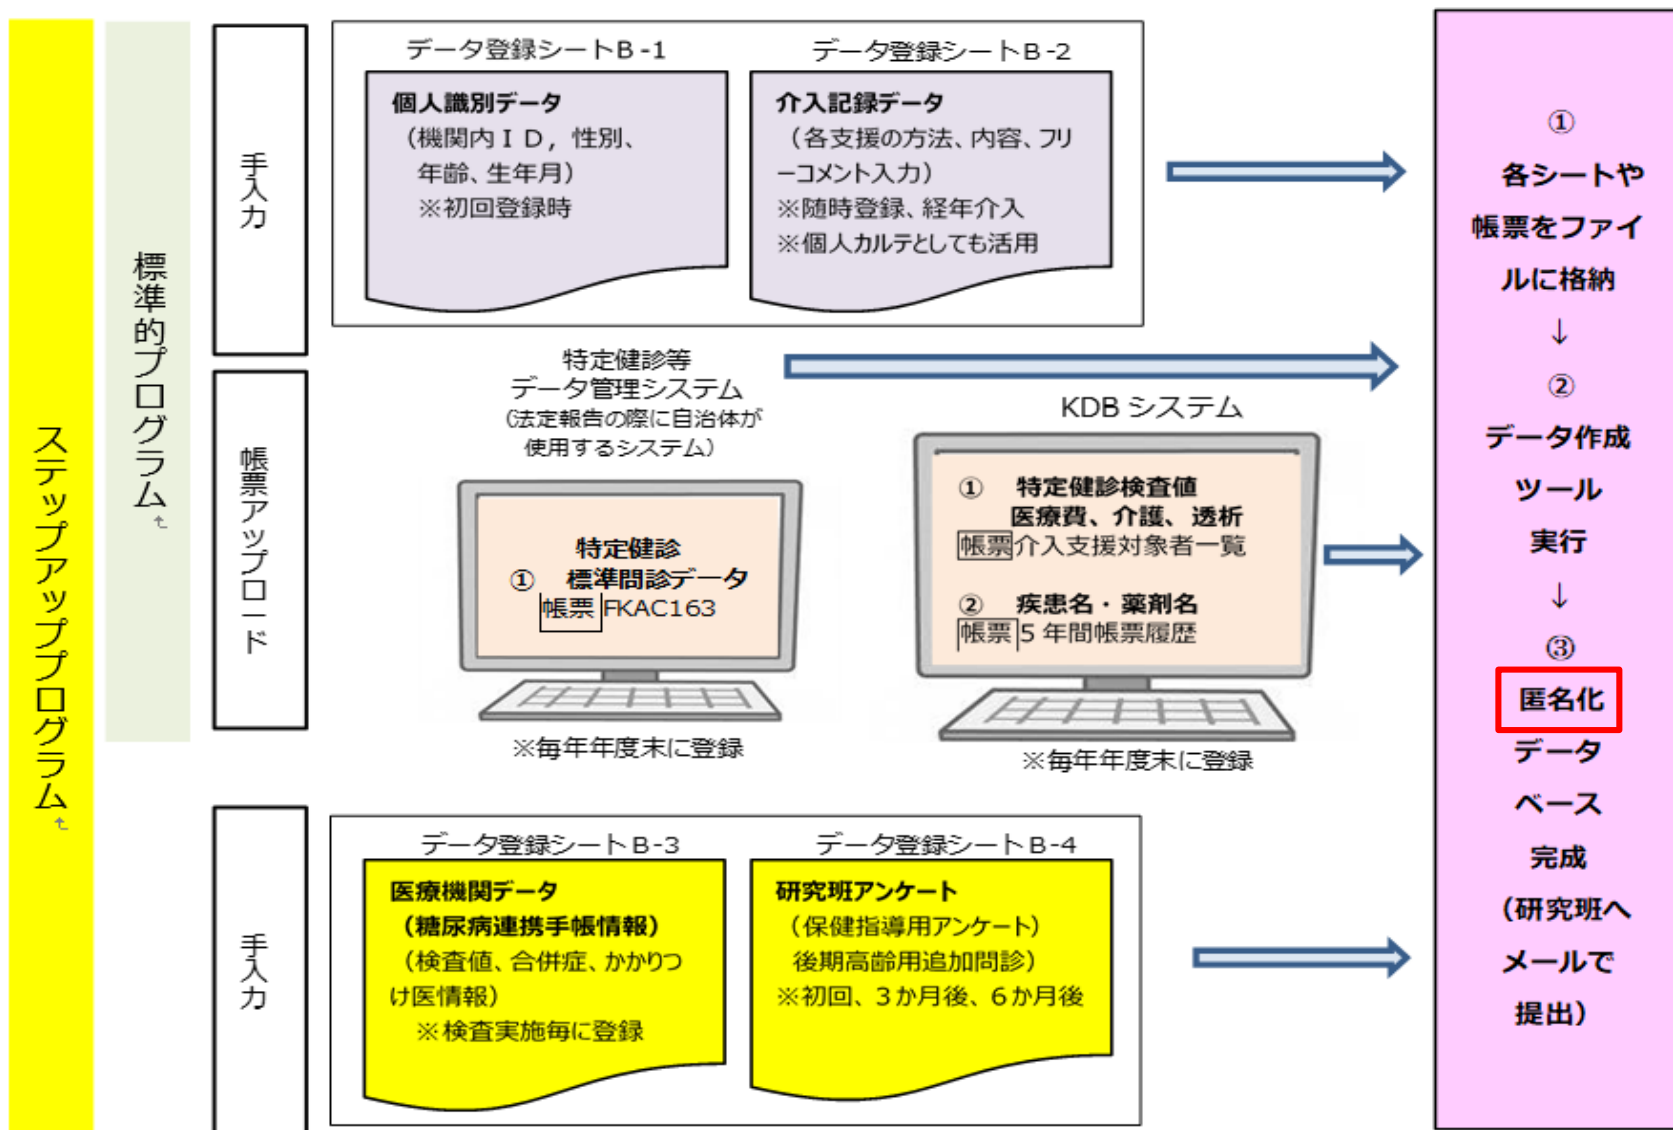 ステップアッププログラム
標準的プログラム
手入力
データ登録シートB-1
個人識別データ
（機関内ＩＤ，性別、
年齢、生年月）
※初回登録時
データ登録シートB-2
介入記録データ
（各支援の方法、内容、フリ
ーコメント入力）
※随時登録、経年介入
※個人カルテとしても活用
帳票アップロード
特定健診等
データ管理システム
（法定報告の際に自治体が
使用するシステム）
特定健診
① 標準問診データ
帳票 FKAC163
※毎年年度末に登録
KDB システム
① 特定健診検査値
医療費、介護、透析
帳票介入支援対象者一覧
② 疾患名・薬剤名
帳票 5 年間帳票履歴
※毎年年度末に登録
手入力
データ登録シートB-3
医療機関データ
（糖尿病連携手帳情報）
（検査値、合併症、かかりつ
け医情報）
※検査実施毎に登録
データ登録シートB-4
研究班アンケート
（保健指導用アンケート）
後期高齢用追加問診）
※初回、３か月後、６か月後
①
各シートや
帳票をファイ
ルに格納
↓
②
データ作成
ツール
実行
↓
③
匿名化
データ
ベース
完成
（研究班へ
メールで
提出）